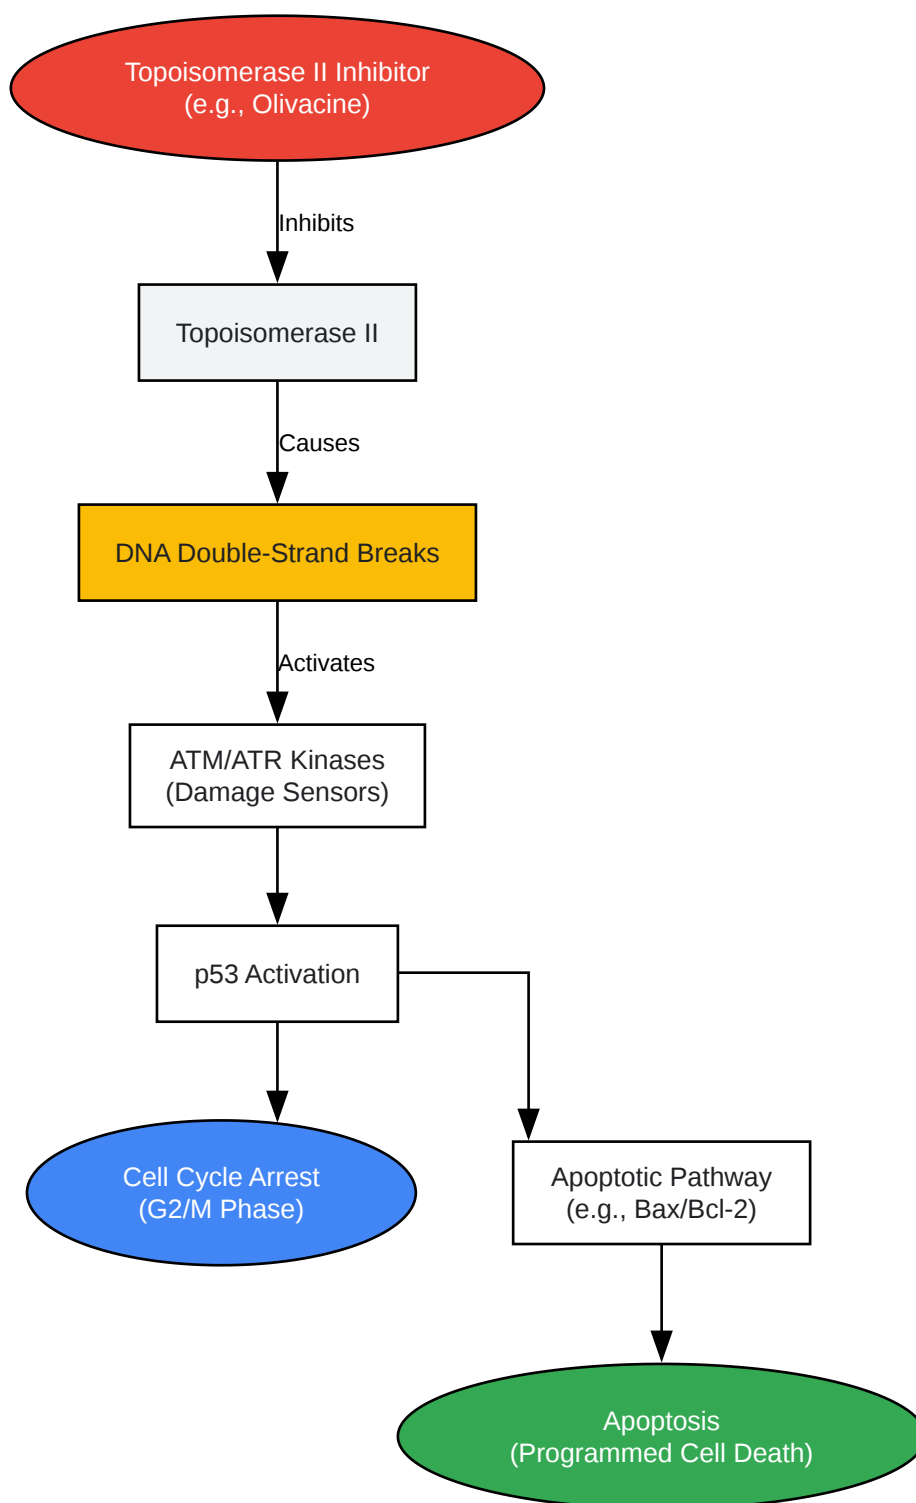 Topoisomerase II Inhibitor
(e.g., Olivacine)
Inhibits
Topoisomerase II
Causes
DNA Double-Strand Breaks
Activates
ATM/ATR Kinases
(Damage Sensors)
p53 Activation
Cell Cycle Arrest
(G2/M Phase)
Apoptotic Pathway
(e.g., Bax/Bcl-2)
Apoptosis
(Programmed Cell Death)